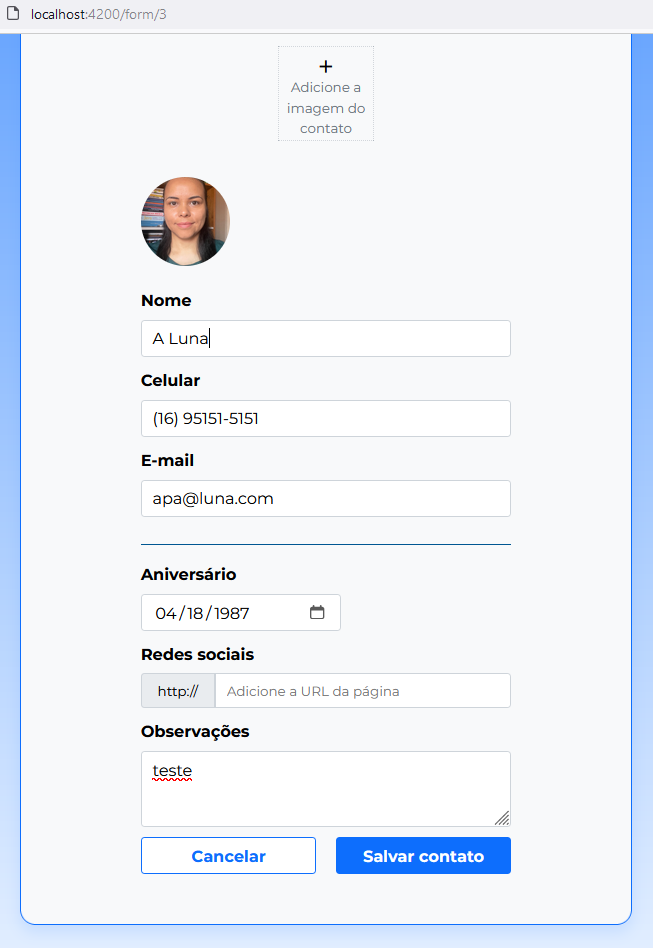 localhost:4200/form/3
+
Adicione a
imagem do
contato
Nome
A Luna
Celular
(16) 95151-5151
E-mail
apa@luna.com
Aniversário
04/18/1987
Redes sociais
http:// Adicione a URL da página
Observações
teste
Cancelar Salvar contato